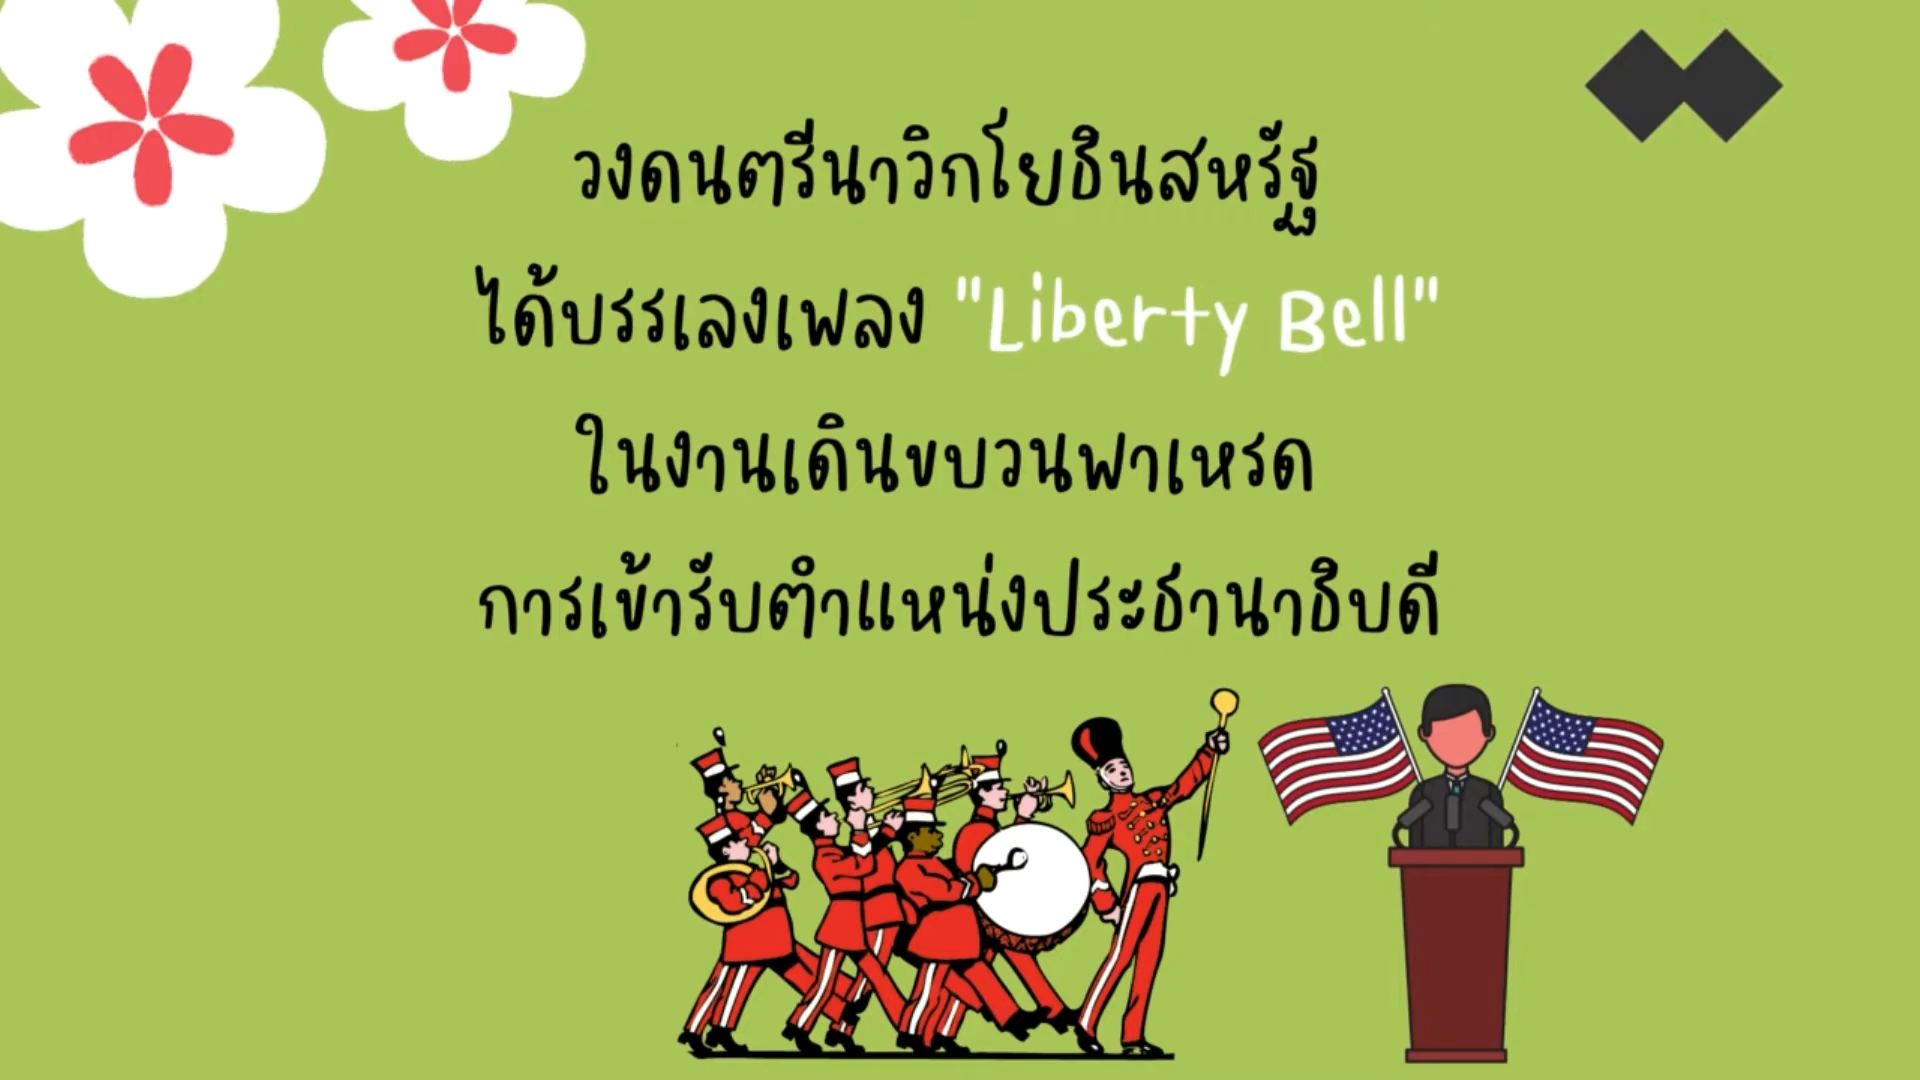 วงดนตรีนาวิกโยธินสหรัฐ
ได้บรรเลงเพลง "Liberty Bell"
ในงานเดินขบวนพาเหรด
การเข้ารับตำแหน่งประธานาธิบดี